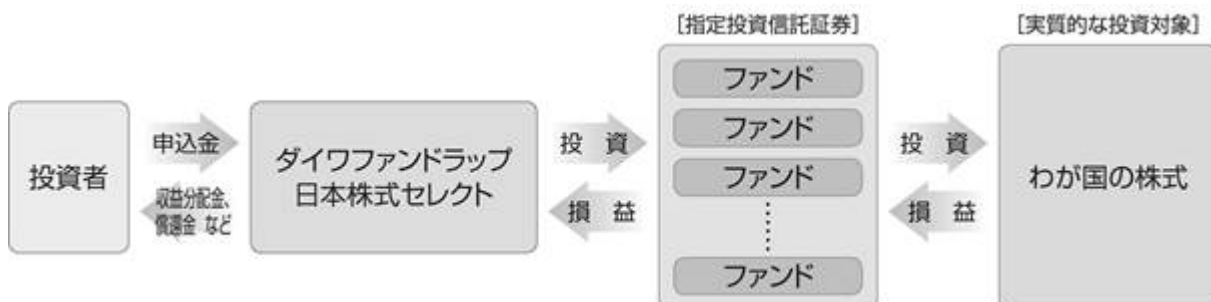 [指定投資信託証券]
[実質的な投資対象]
投資者
申込金
収益分配金、
償還金 など
ダイワファンドラップ
日本株式セレクト
投 資
損 益
ファンド
ファンド
ファンド
ファンド
投 資
損 益
わが国の株式